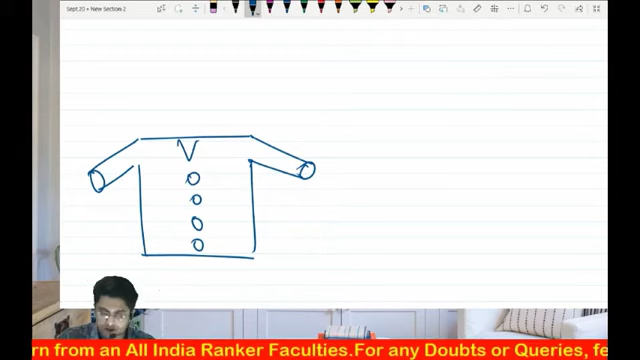 Sept 20 • New Section 2
V
rn from an All India Ranker Faculties.For any Doubts or Queries, fe